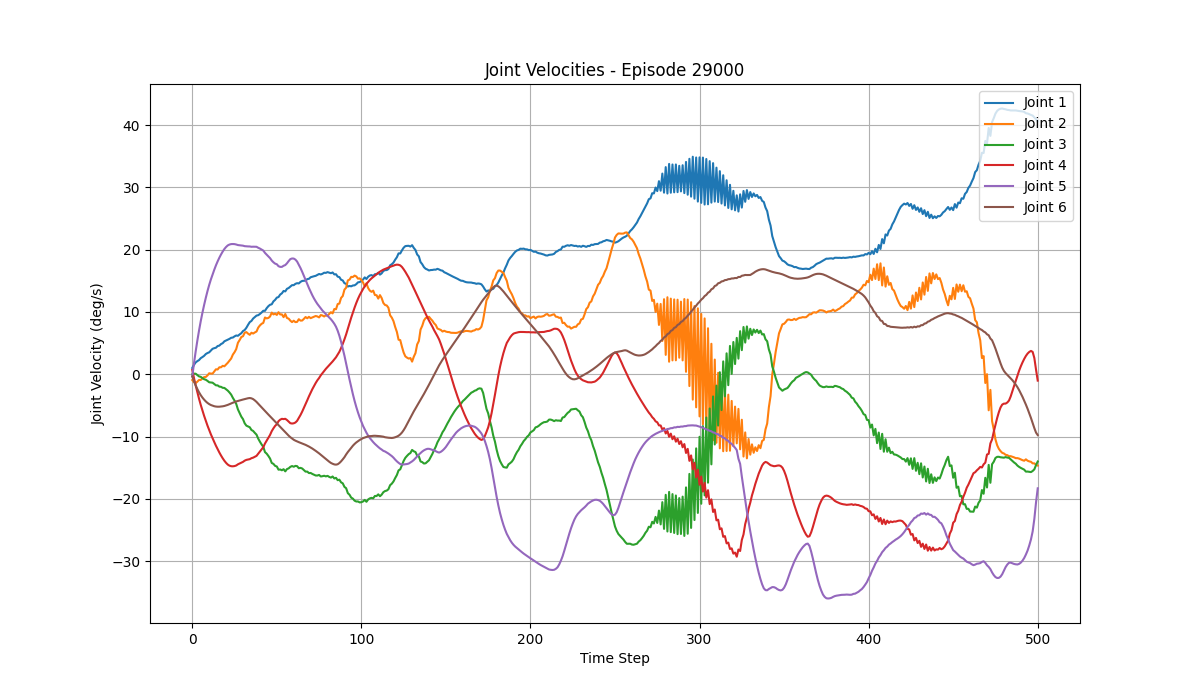 Joint Velocities - Episode 29000
Joint Velocity (deg/s)
40
30
20
10
0
−10
−20
−30
Joint 1
Joint 2
Joint 3
Joint 4
Joint 5
Joint 6
0
100
200
300
400
500
Time Step